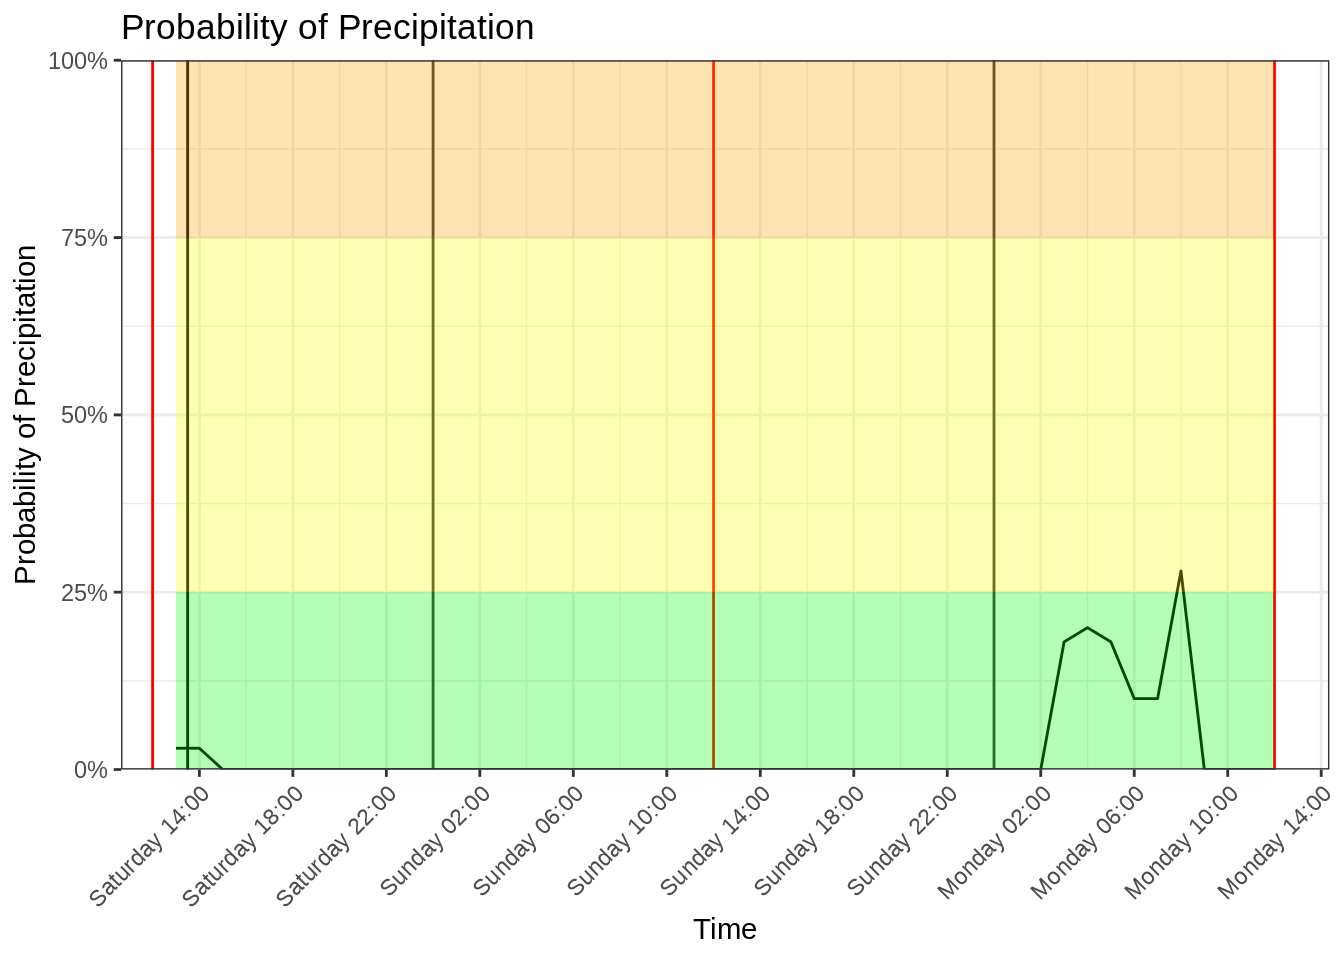 Probability of Precipitation
Probability of Precipitation
100%
75%
50%
25%
0%
Saturday 14:00
Saturday 18:00
Saturday 22:00
Sunday 02:00
Sunday 06:00
Sunday 10:00
Sunday 14:00
Sunday 18:00
Sunday 22:00
Monday 02:00
Monday 06:00
Monday 10:00
Monday 14:00
Time